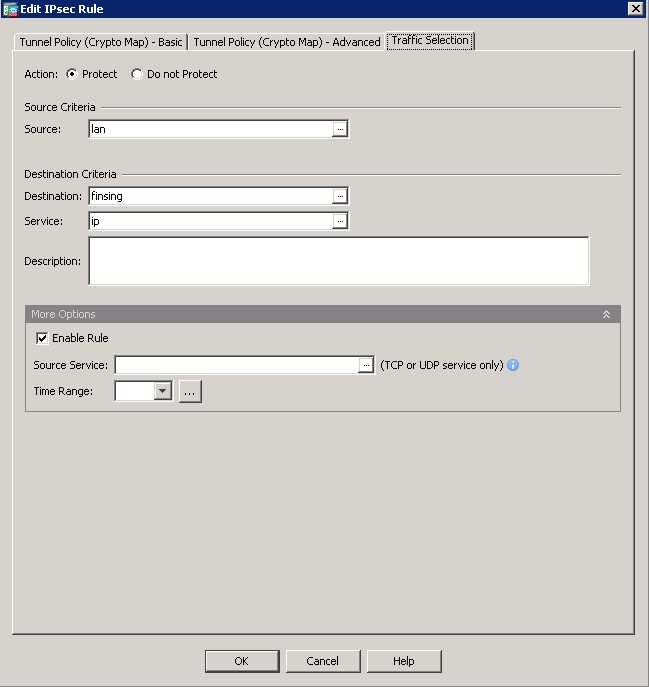 Edit IPsec Rule
Tunnel Policy (Crypto Map) - Basic Tunnel Policy (Crypto Map) - Advanced Traffic Selection
Action: Protect Do not Protect
Source Criteria
Source: lan ...
Destination Criteria
Destination: finsing ...
Service: ip ...
Description:
More Options
Enable Rule
Source Service: ... (TCP or UDP service only) i
Time Range: ...
OK Cancel Help